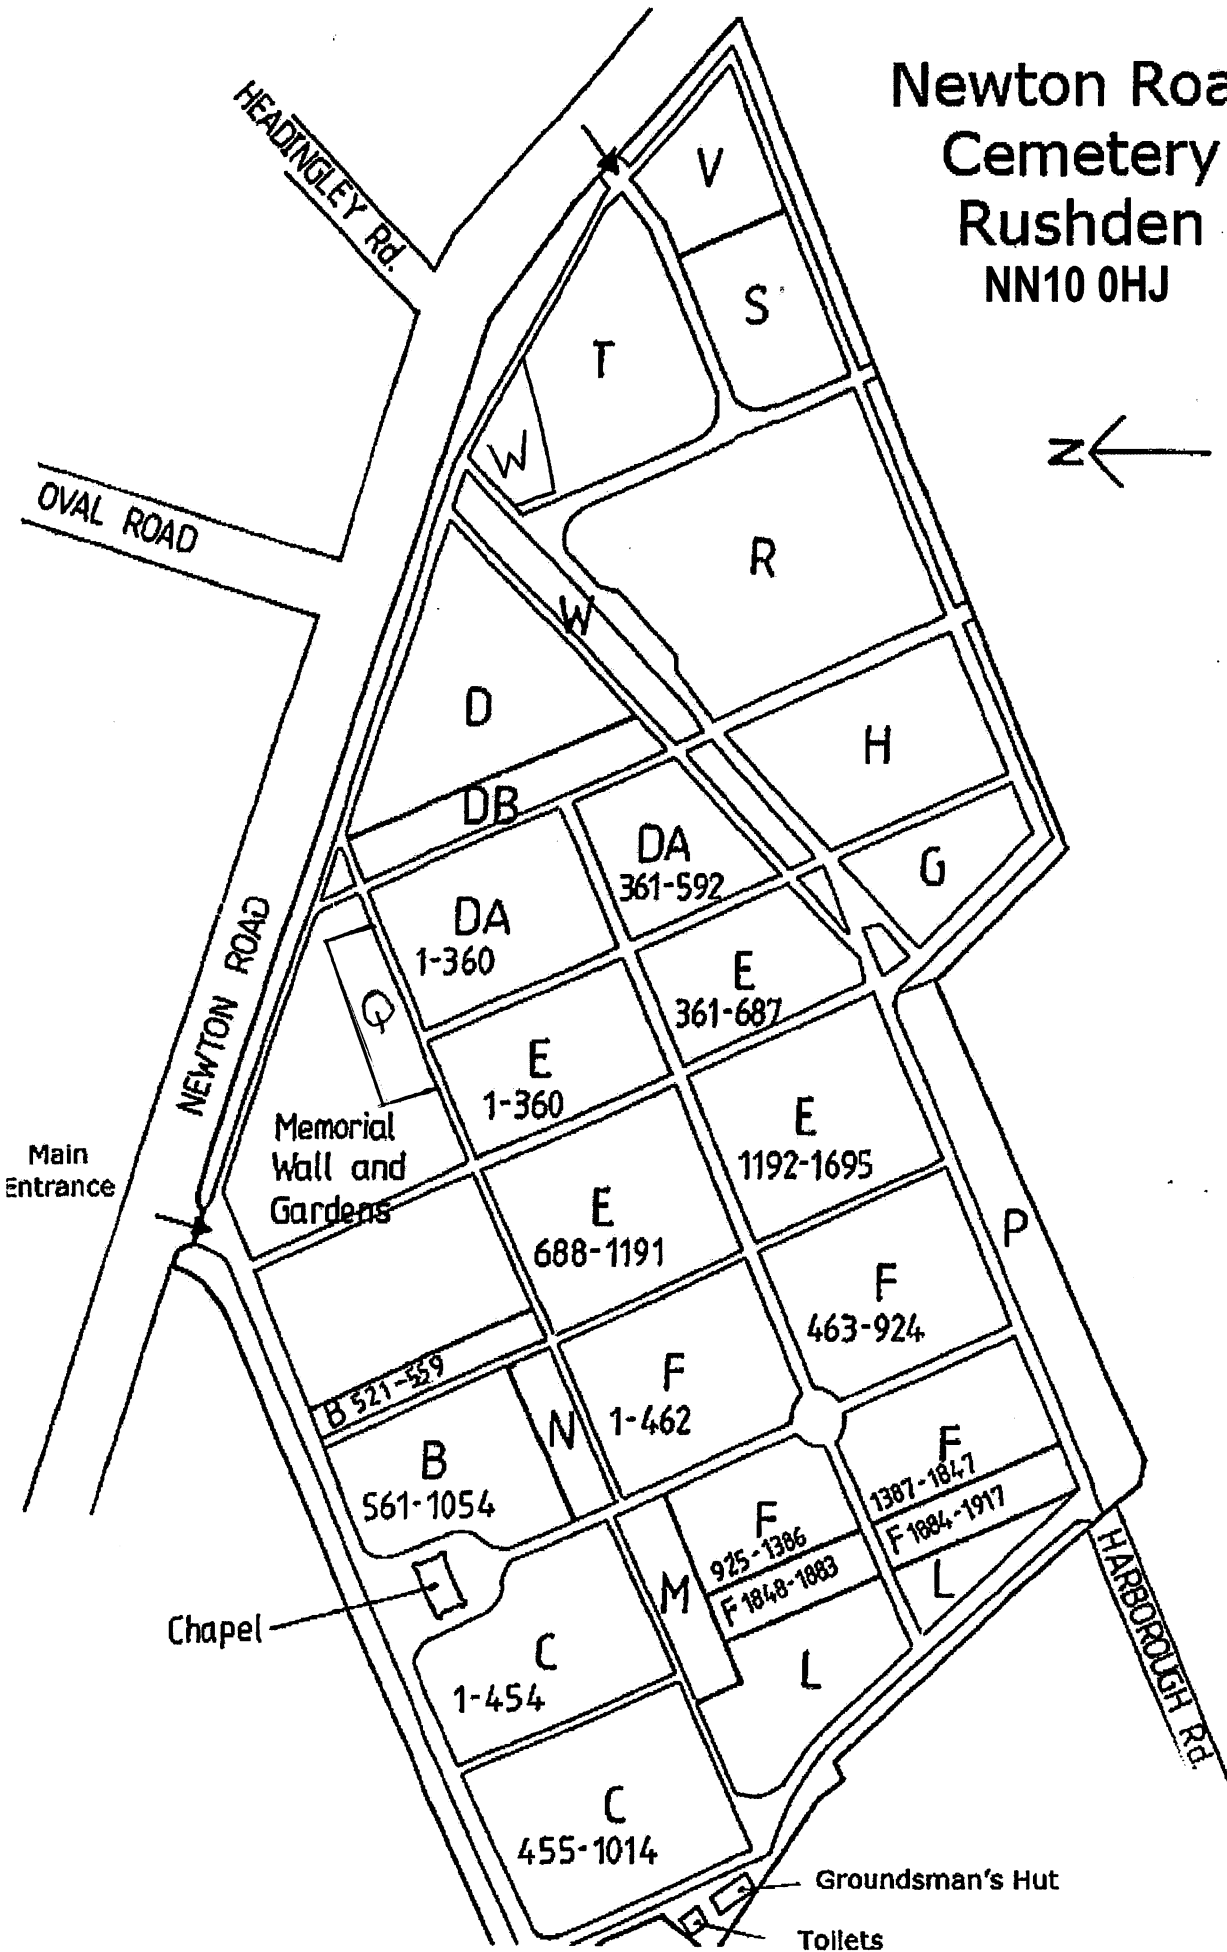 Newton Roa
Cemetery
Rushden
NN10 0HJ
HEADINGLEY Rd.
V
S
T
N
W
OVAL ROAD
R
W
D
H
DB
DA
361-592
G
DA
1-360
NEWTON ROAD
E
361-687
Q
E
1-360
Memorial
Wall and
Gardens
E
1192-1695
Main
Entrance
E
688-1191
P
F
463-924
B 521-559
F
1-462
N
B
561-1054
F
1387-1847
F 1884-1917
F
925-1386
F 1848-1883
L
M
Chapel
HARBOROUGH Rd.
C
1-454
L
C
455-1014
Groundsman's Hut
Toilets